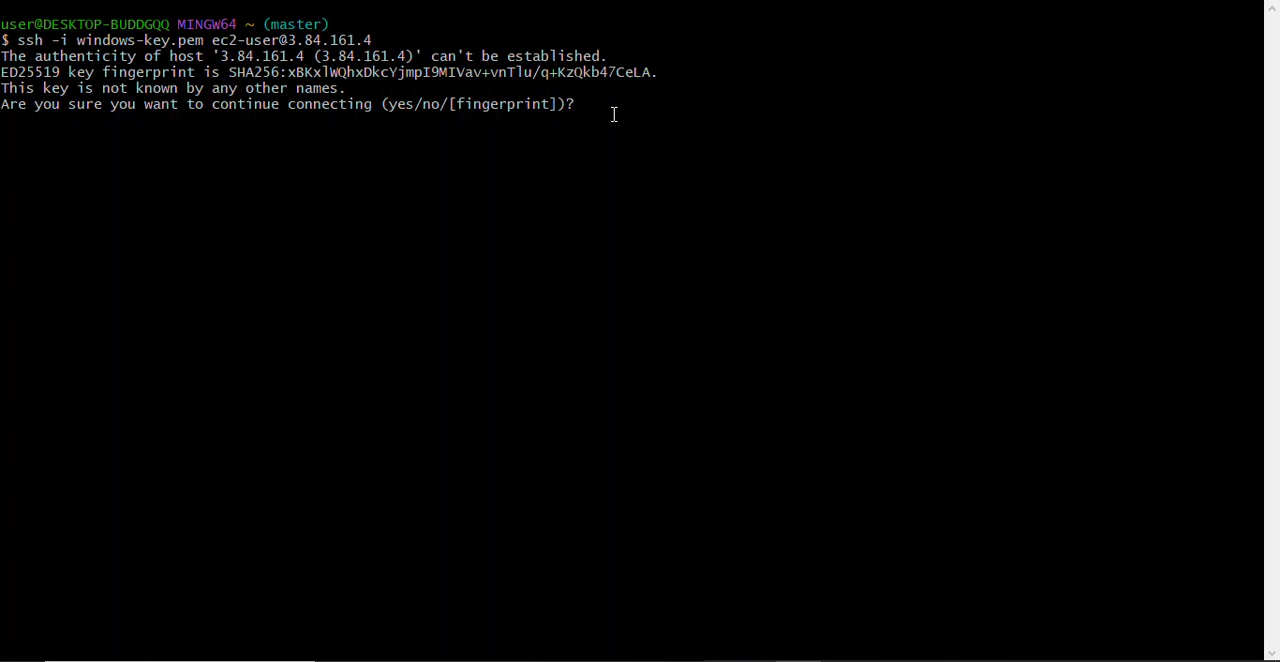 user@DESKTOP-BUDDGQQ MINGW64 ~ (master)
$ ssh -i windows-key.pem ec2-user@3.84.161.4
The authenticity of host '3.84.161.4 (3.84.161.4)' can't be established.
ED25519 key fingerprint is SHA256:xBKxlWQhxDkcYjmpI9MIVav+vnTlu/q+KzQkb47CeLA.
This key is not known by any other names.
Are you sure you want to continue connecting (yes/no/[fingerprint])?